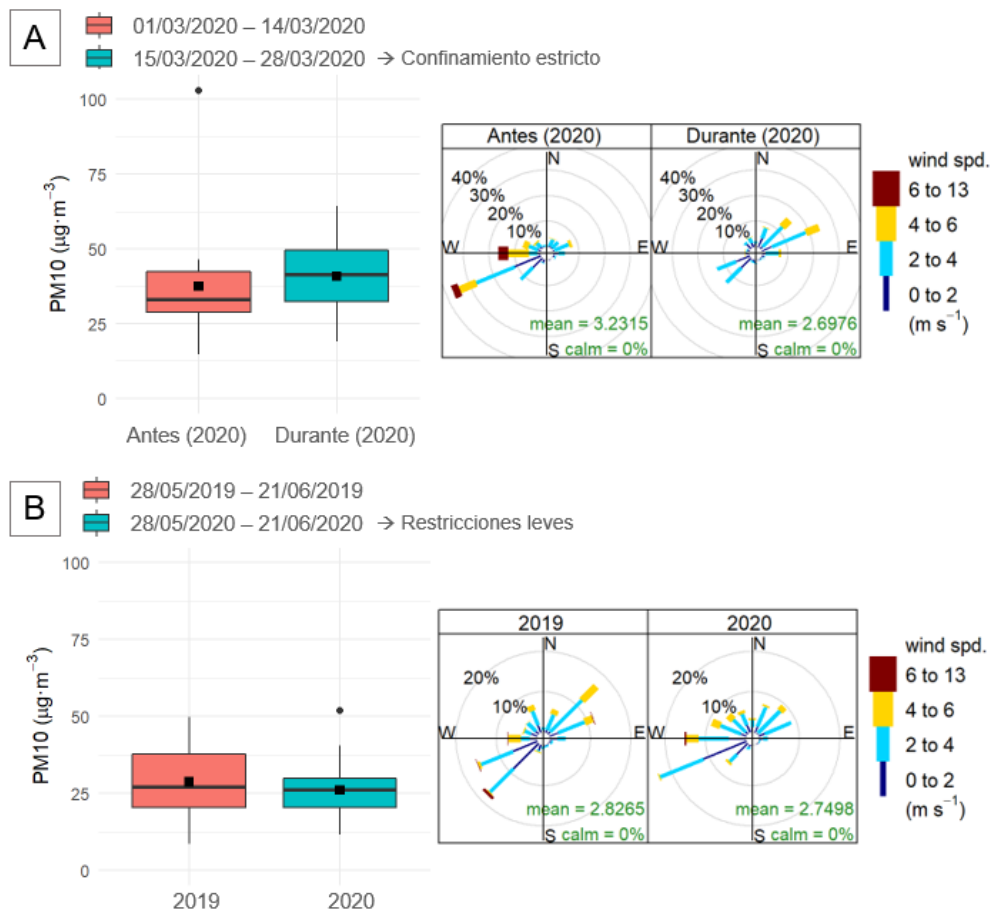 A
01/03/2020 – 14/03/2020
15/03/2020 – 28/03/2020 → Confinamiento estricto
PM10 (µg·m⁻³)
100
75
50
25
0
Antes (2020) Durante (2020)
Antes (2020) Durante (2020)
N N
40% 40%
30% 30%
20% 20%
10% 10%
W E W E
mean = 3.2315 mean = 2.6976
S calm = 0% S calm = 0%
wind spd.
6 to 13
4 to 6
2 to 4
0 to 2
(m s⁻¹)
B
28/05/2019 – 21/06/2019
28/05/2020 – 21/06/2020 → Restricciones leves
PM10 (µg·m⁻³)
100
75
50
25
0
2019 2020
2019 2020
N N
20% 20%
10% 10%
W E W E
mean = 2.8265 mean = 2.7498
S calm = 0% S calm = 0%
wind spd.
6 to 13
4 to 6
2 to 4
0 to 2
(m s⁻¹)